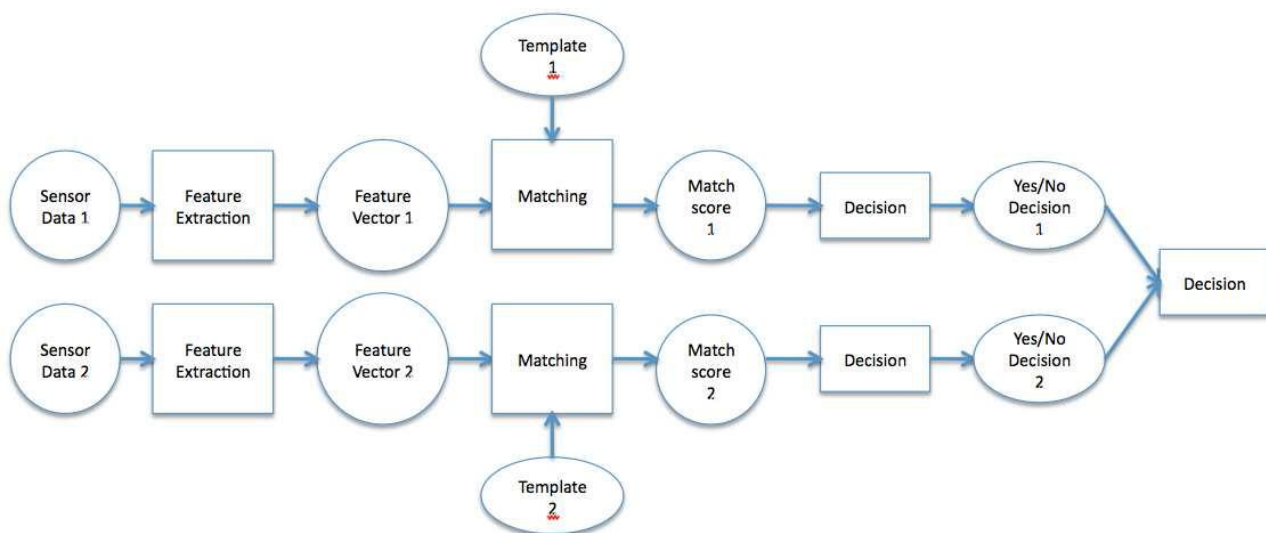 Template
1
Sensor
Data 1
Feature
Extraction
Feature
Vector 1
Matching
Match
score
1
Decision
Yes/No
Decision
1
Decision
Sensor
Data 2
Feature
Extraction
Feature
Vector 2
Matching
Match
score
2
Decision
Yes/No
Decision
2
Template
2